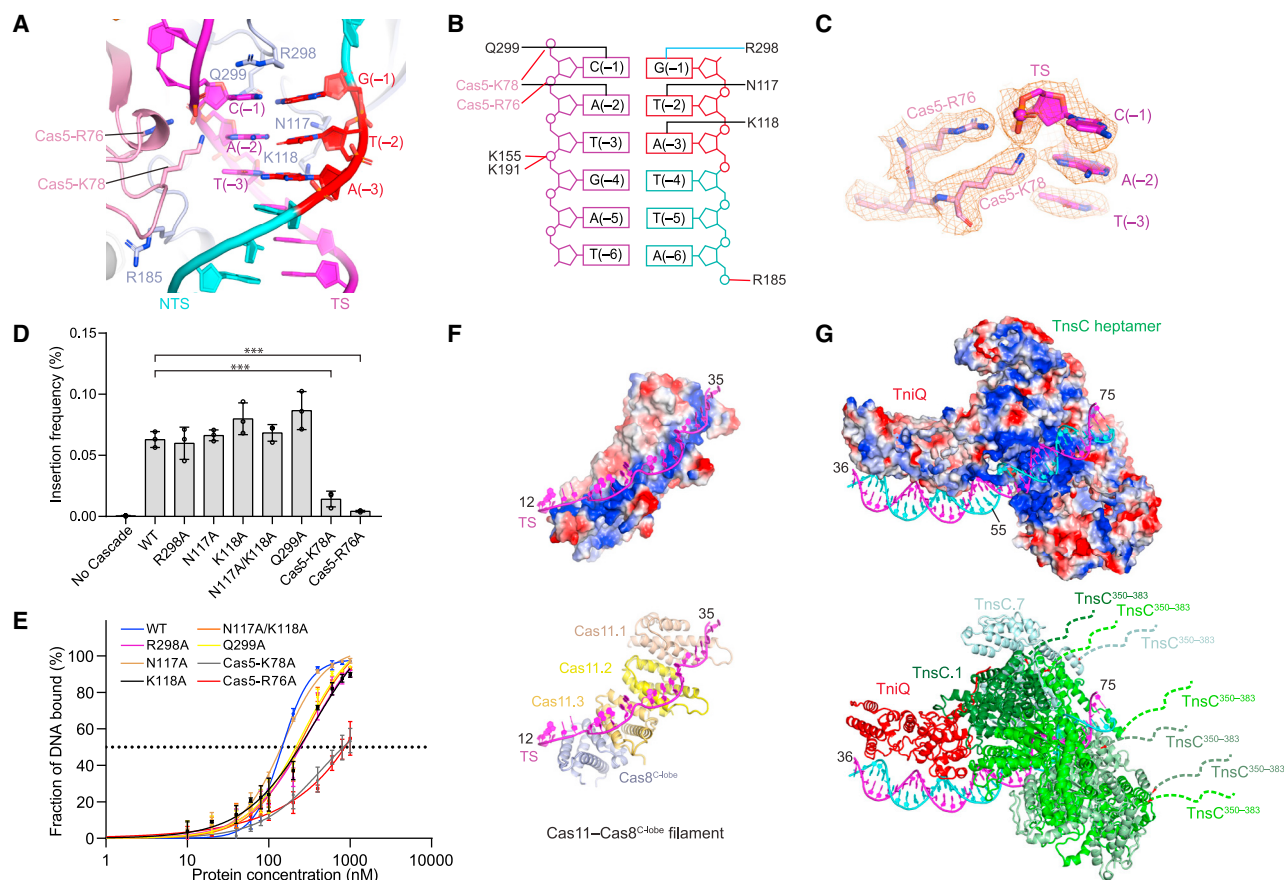 A
R298
Q299
G(−1)
C(−1)
N117
Cas5-R76
A(−2)
T(−2)
K118
Cas5-K78
T(−3)
A(−3)
R185
NTS
TS
B
Q299
R298
C(−1)
G(−1)
Cas5-K78
N117
Cas5-R76
A(−2)
T(−2)
K118
T(−3)
A(−3)
K155
K191
G(−4)
T(−4)
A(−5)
T(−5)
T(−6)
A(−6)
R185
C
TS
Cas5-R76
C(−1)
A(−2)
Cas5-K78
T(−3)
D
Insertion frequency (%)
0.15
0.10
0.05
0.00
***
***
No Cascade
WT
R298A
N117A
K118A
N117A/K118A
Q299A
Cas5-K78A
Cas5-R76A
E
Fraction of DNA bound (%)
100
80
60
40
20
0
WT
R298A
N117A
K118A
N117A/K118A
Q299A
Cas5-K78A
Cas5-R76A
1
10
100
1000
10000
Protein concentration (nM)
F
35
12
TS
35
Cas11.1
Cas11.2
Cas11.3
12
TS
Cas8C-lobe
Cas11–Cas8C-lobe filament
G
TnsC heptamer
TniQ
75
36
55
TnsC.7
TnsC350–383
TnsC350–383
TnsC350–383
TnsC.1
75
TniQ
TnsC350–383
TnsC350–383
36
TnsC350–383
TnsC350–383